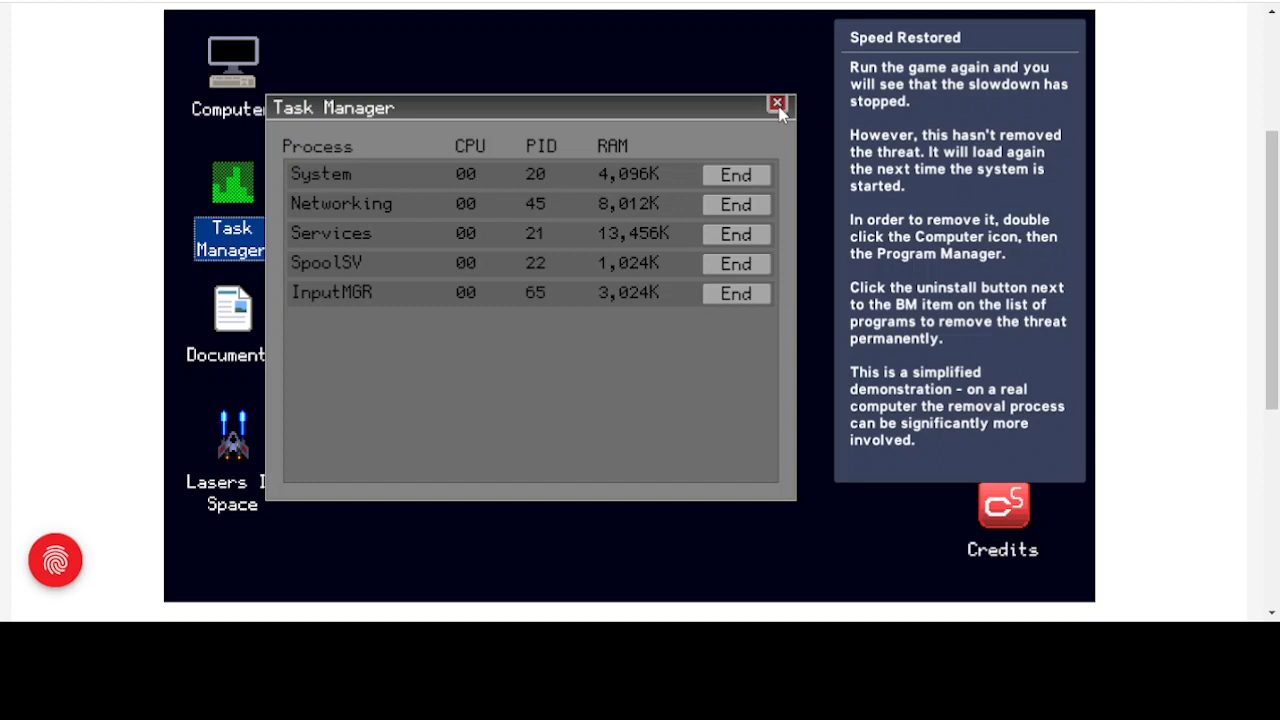 Computer
Task
Manager
Document
Lasers I
Space
Task Manager
Process CPU PID RAM
System 00 20 4,096K End
Networking 00 45 8,012K End
Services 00 21 13,456K End
SpoolSV 00 22 1,024K End
InputMGR 00 65 3,024K End
Speed Restored
Run the game again and you
will see that the slowdown has
stopped.
However, this hasn't removed
the threat. It will load again
the next time the system is
started.
In order to remove it, double
click the Computer icon, then
the Program Manager.
Click the uninstall button next
to the BM item on the list of
programs to remove the threat
permanently.
This is a simplified
demonstration - on a real
computer the removal process
can be significantly more
involved.
CS
Credits